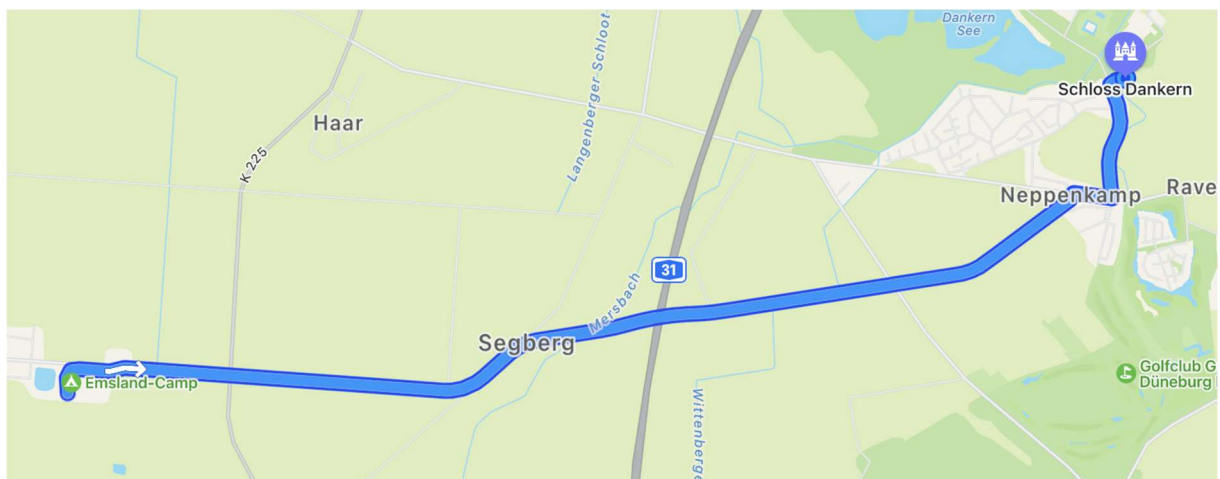 Dankern
See
Schloss Dankern
Langenberger Schloot
Haar
K 225
Neppenkamp
Rave
31
Mersbach
Segberg
Emsland-Camp
Golfclub G
Düneburg
Wittenberge